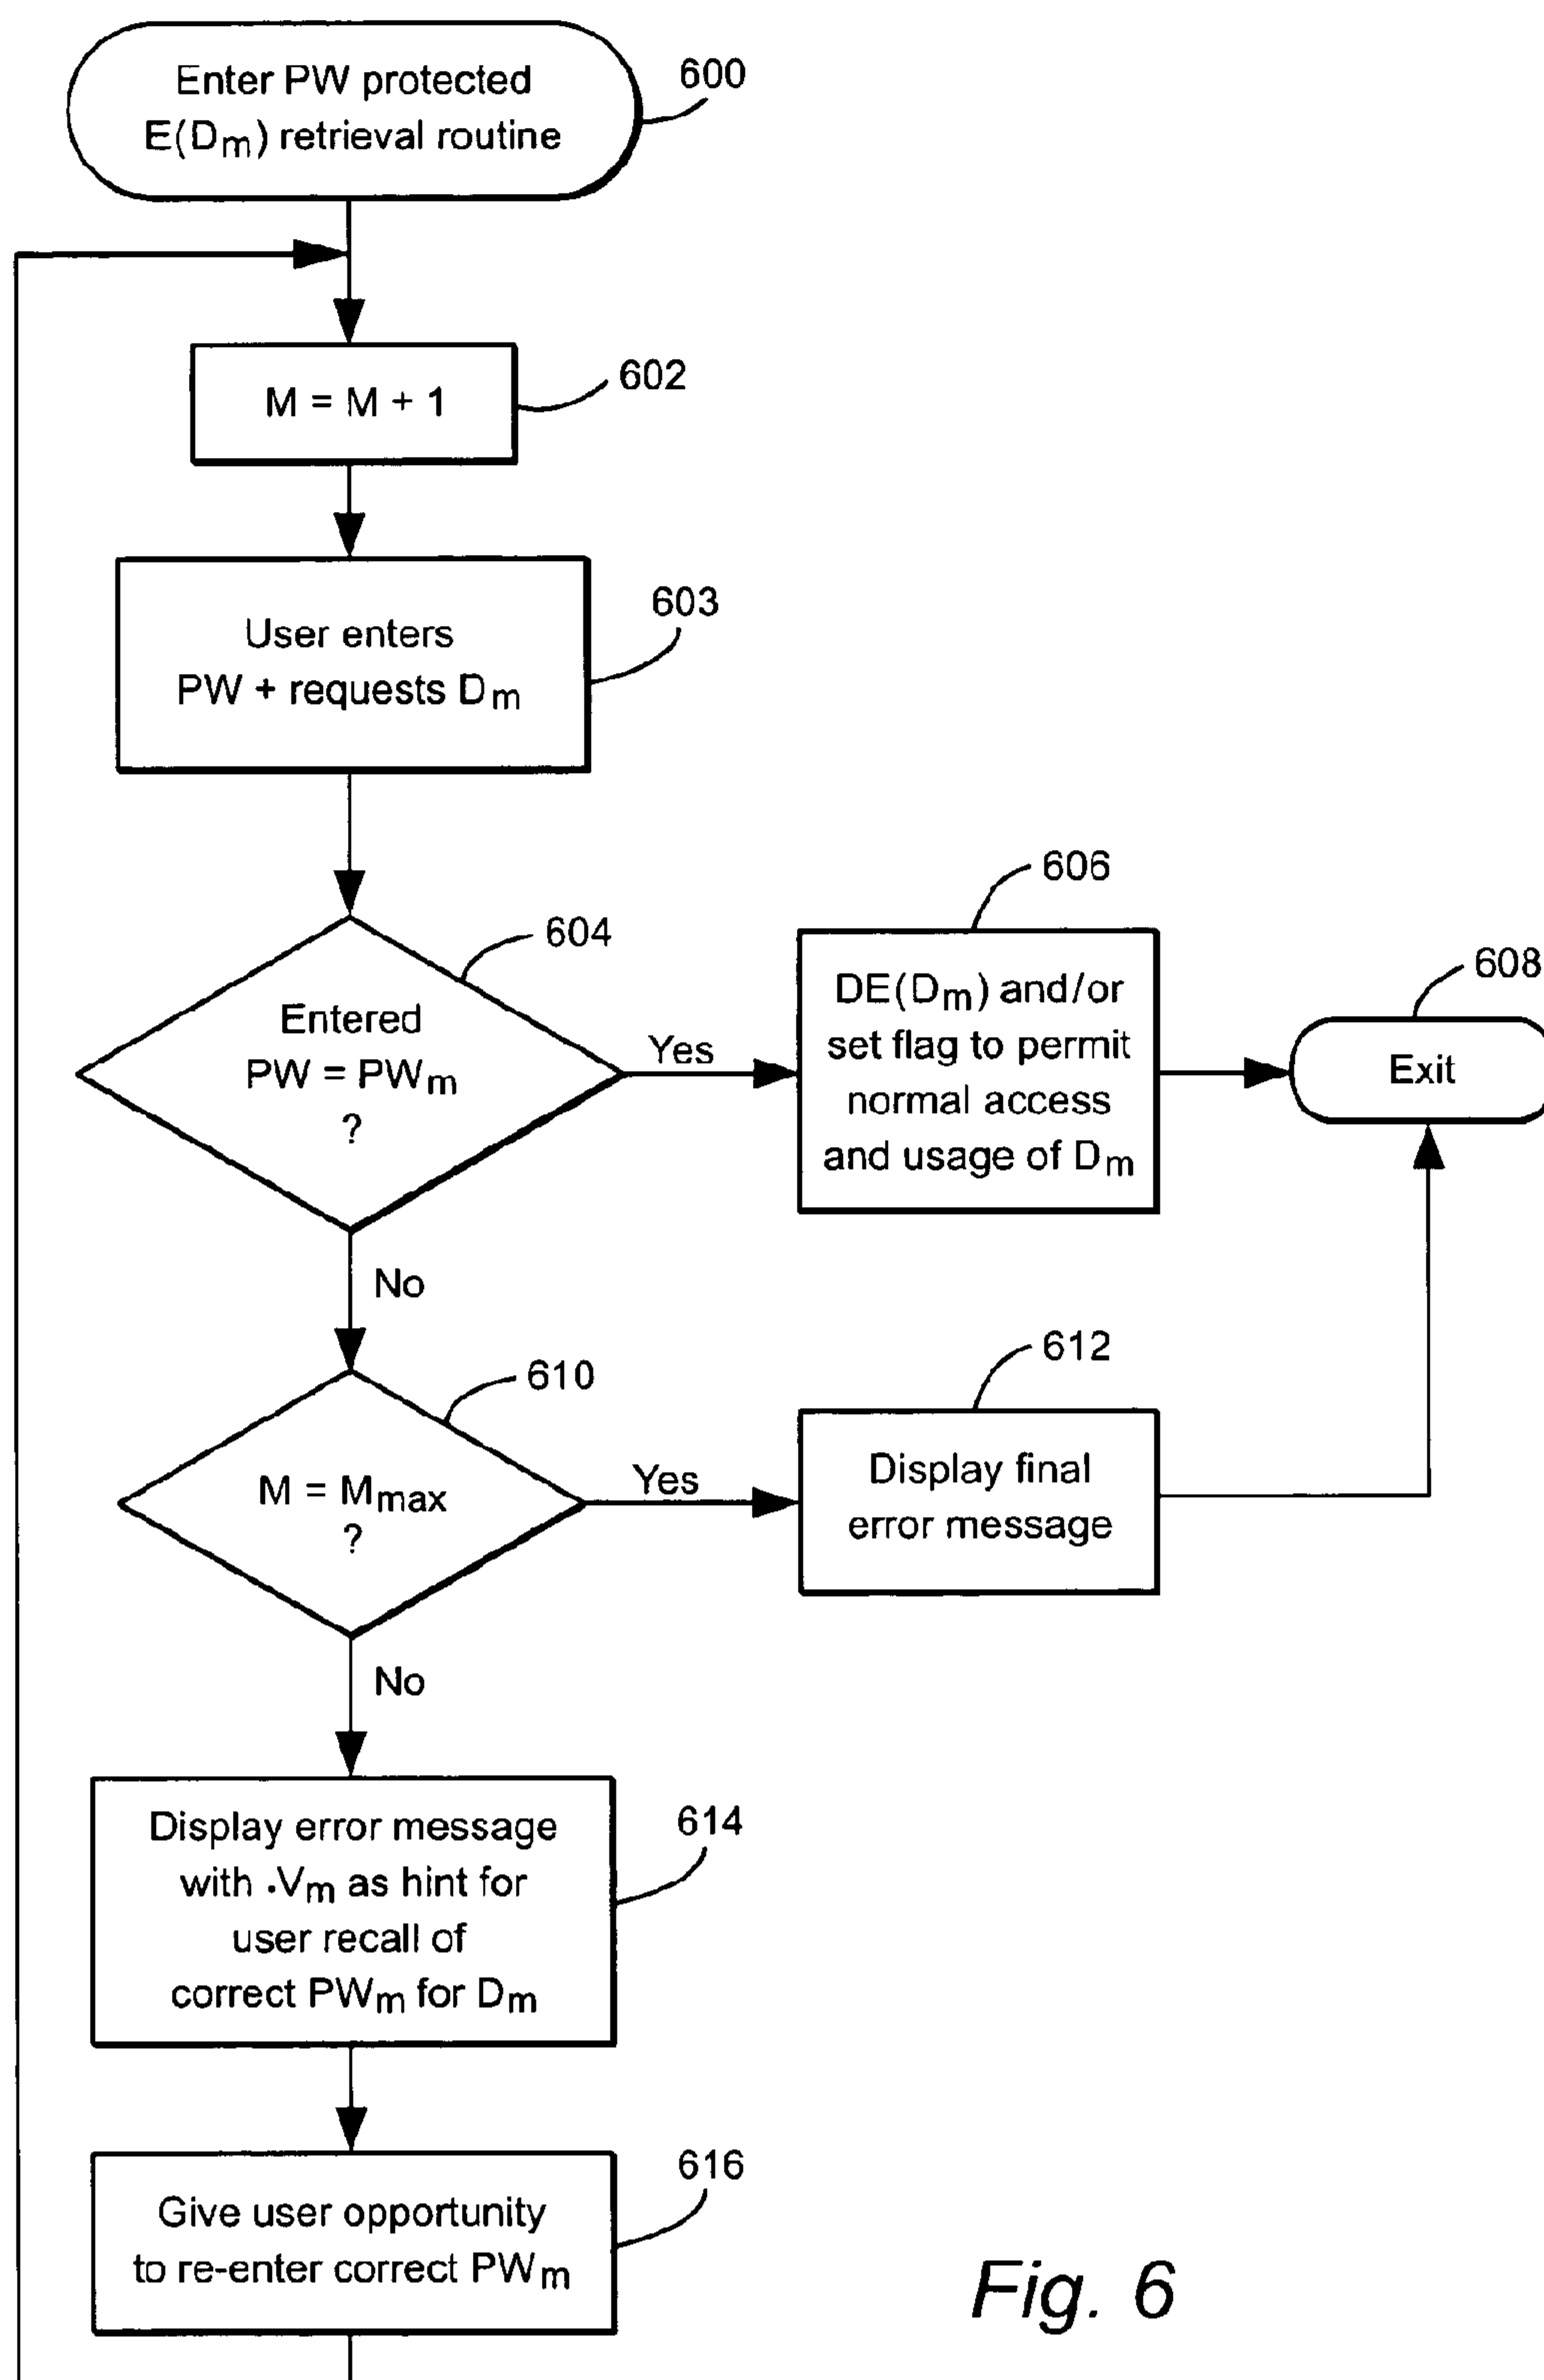 Enter PW protected
E(Dm) retrieval routine
600
M = M + 1
602
User enters
PW + requests Dm
603
Entered
PW = PWm
?
604
Yes
DE(Dm) and/or
set flag to permit
normal access
and usage of Dm
606
Exit
608
No
M = Mmax
?
610
Yes
Display final
error message
612
No
Display error message
with .Vm as hint for
user recall of
correct PWm for Dm
614
Give user opportunity
to re-enter correct PWm
616
Fig. 6